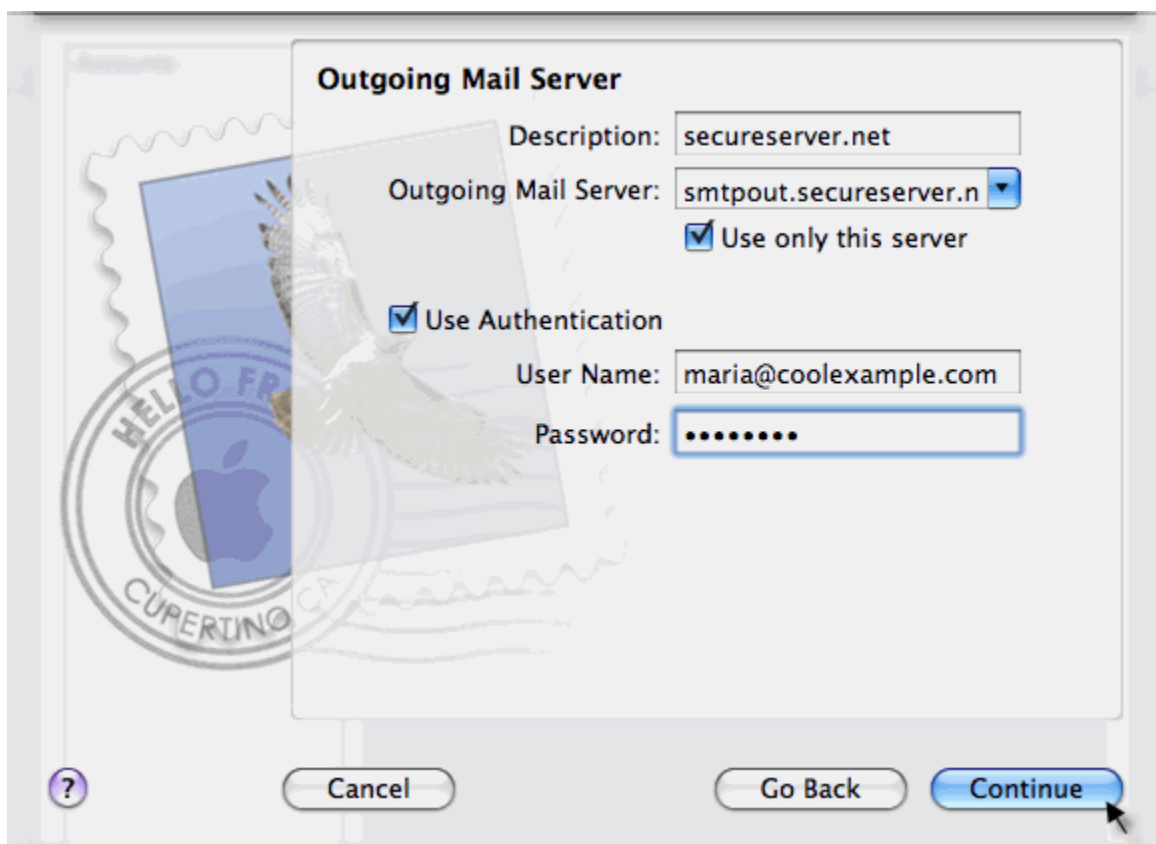 Accounts
Outgoing Mail Server
Description: secureserver.net
Outgoing Mail Server: smtpout.secureserver.n
Use only this server
Use Authentication
User Name: maria@coolexample.com
Password: ••••••••
HELLO FR
CUPERTINO CA
? Cancel Go Back Continue